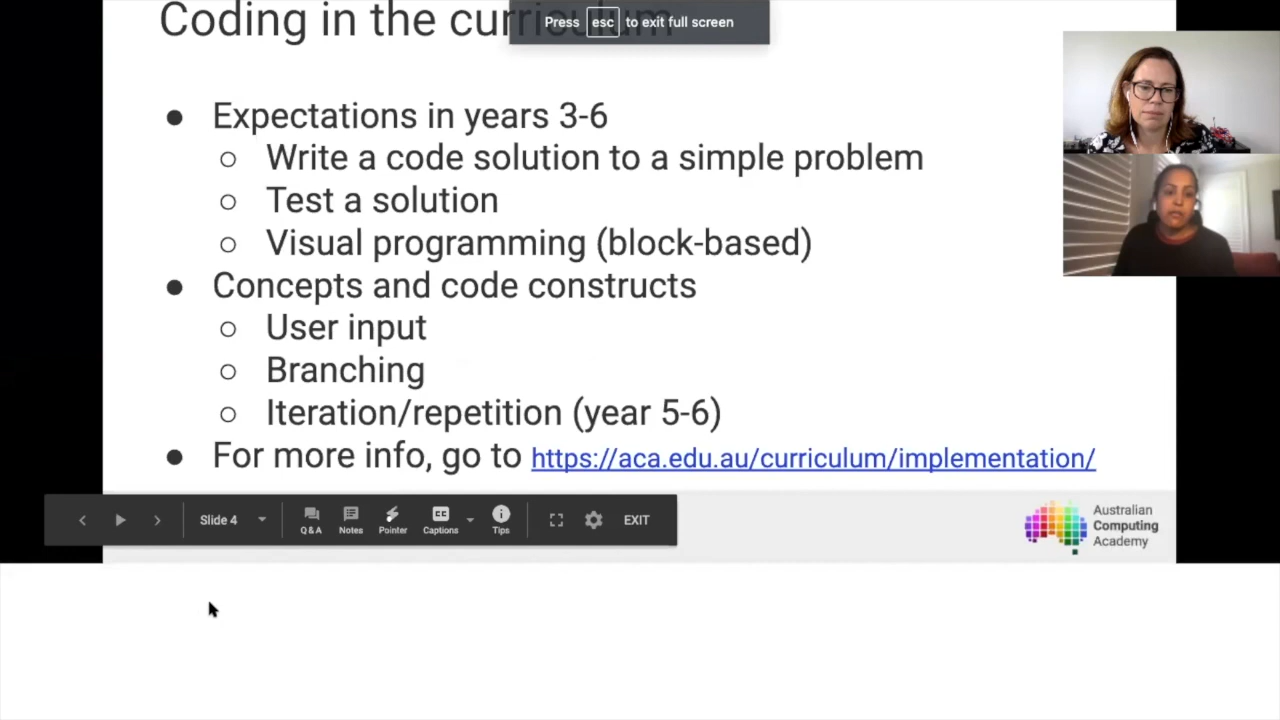 Coding in the curriculum
Press esc to exit full screen
● Expectations in years 3-6
○ Write a code solution to a simple problem
○ Test a solution
○ Visual programming (block-based)
● Concepts and code constructs
○ User input
○ Branching
○ Iteration/repetition (year 5-6)
● For more info, go to https://aca.edu.au/curriculum/implementation/
Slide 4
Q & A
Notes
CC
Pointer
Captions
Tips
EXIT
Australian
Computing
Academy